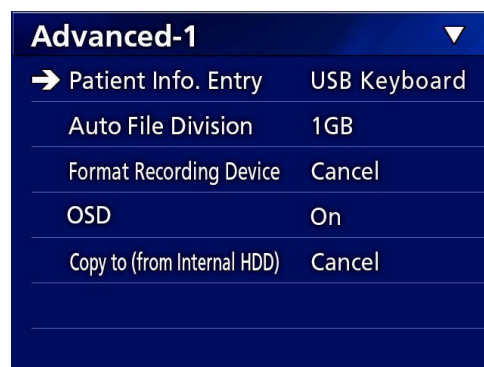 Advanced-1
Patient Info. Entry USB Keyboard
Auto File Division 1GB
Format Recording Device Cancel
OSD On
Copy to (from Internal HDD) Cancel